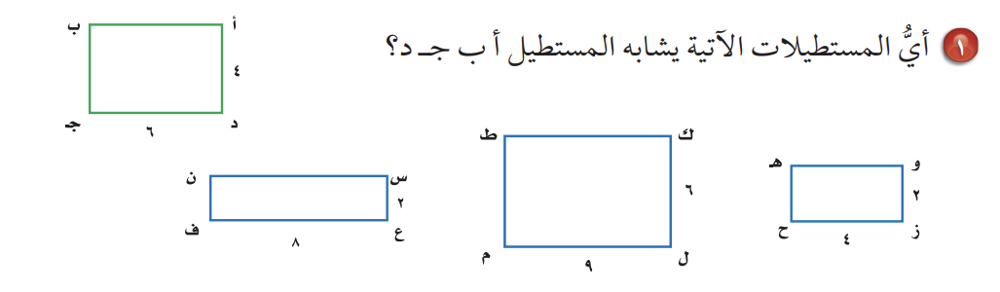 ١ أيُّ المستطيلات الآتية يشابه المستطيل أ ب جـ د؟
أ ب
٤
د جـ
٦
و هـ
٢
ز ح
٤
ك ط
٦
ل م
٩
س ن
٢
ع ف
٨